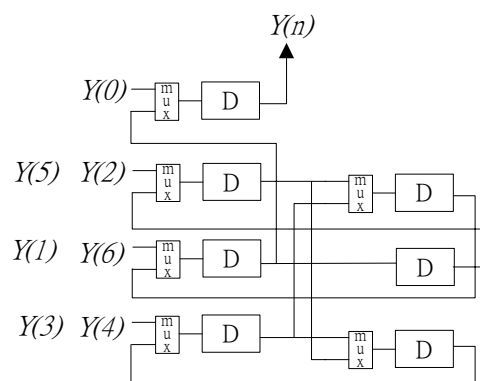 Y(n)
Y(0) mux D
Y(5) Y(2) mux D mux D
Y(1) Y(6) mux D D
Y(3) Y(4) mux D mux D